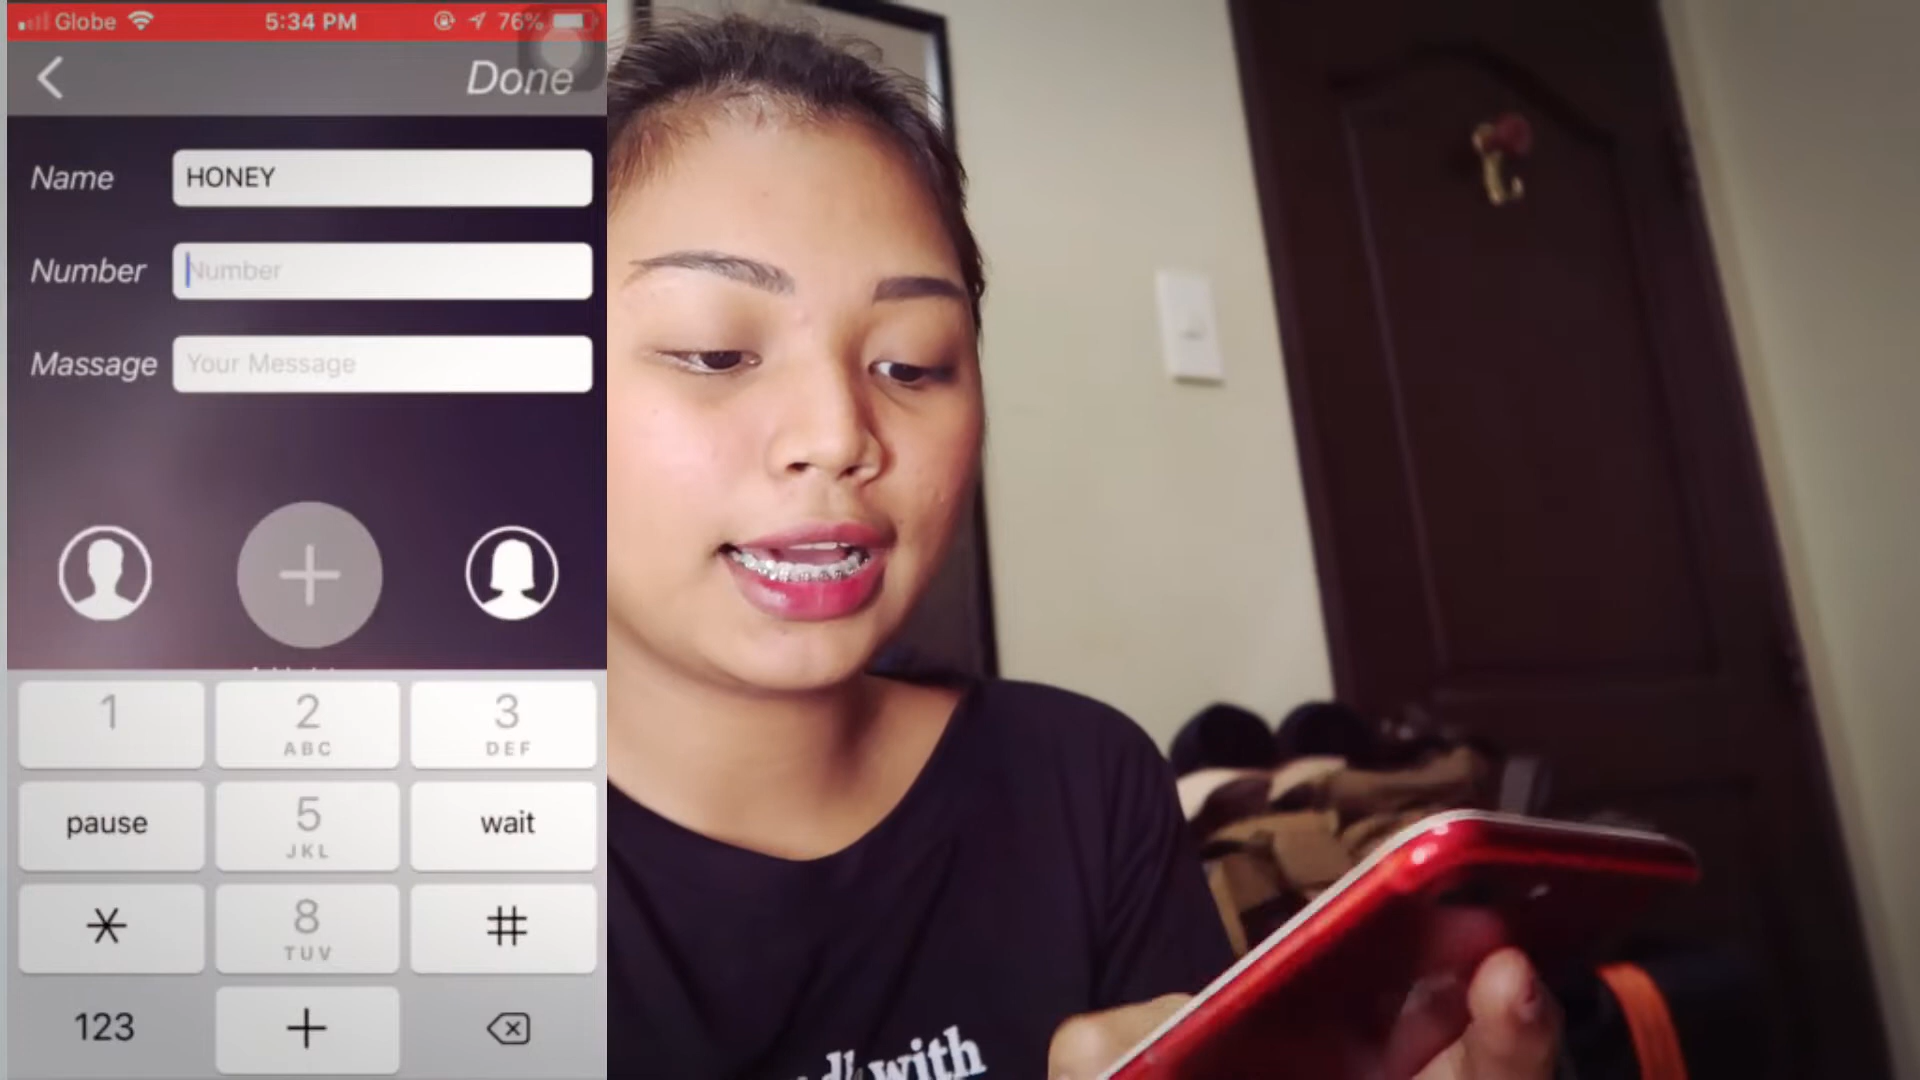 Globe 5:34 PM 76%
Done
Name HONEY
Number Number
Massage Your Message
1 2 3
ABC DEF
pause 5 wait
JKL
* 8 #
TUV
123 +
with